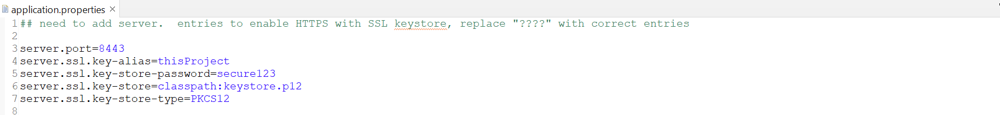 application.properties ×
1 ## need to add server.  entries to enable HTTPS with SSL keystore, replace "????" with correct entries
2
3 server.port=8443
4 server.ssl.key-alias=thisProject
5 server.ssl.key-store-password=secure123
6 server.ssl.key-store=classpath:keystore.p12
7 server.ssl.key-store-type=PKCS12
8